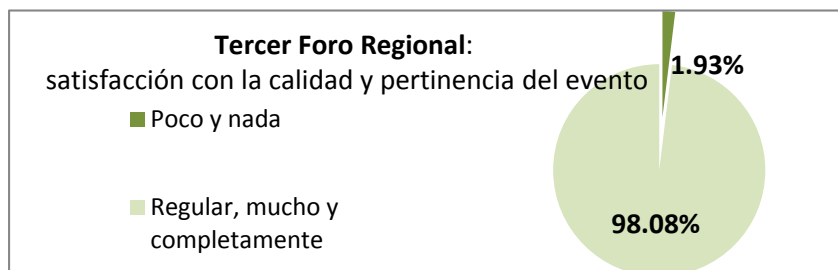 Tercer Foro Regional:
satisfacción con la calidad y pertinencia del evento
1.93%
Poco y nada
Regular, mucho y
completamente
98.08%